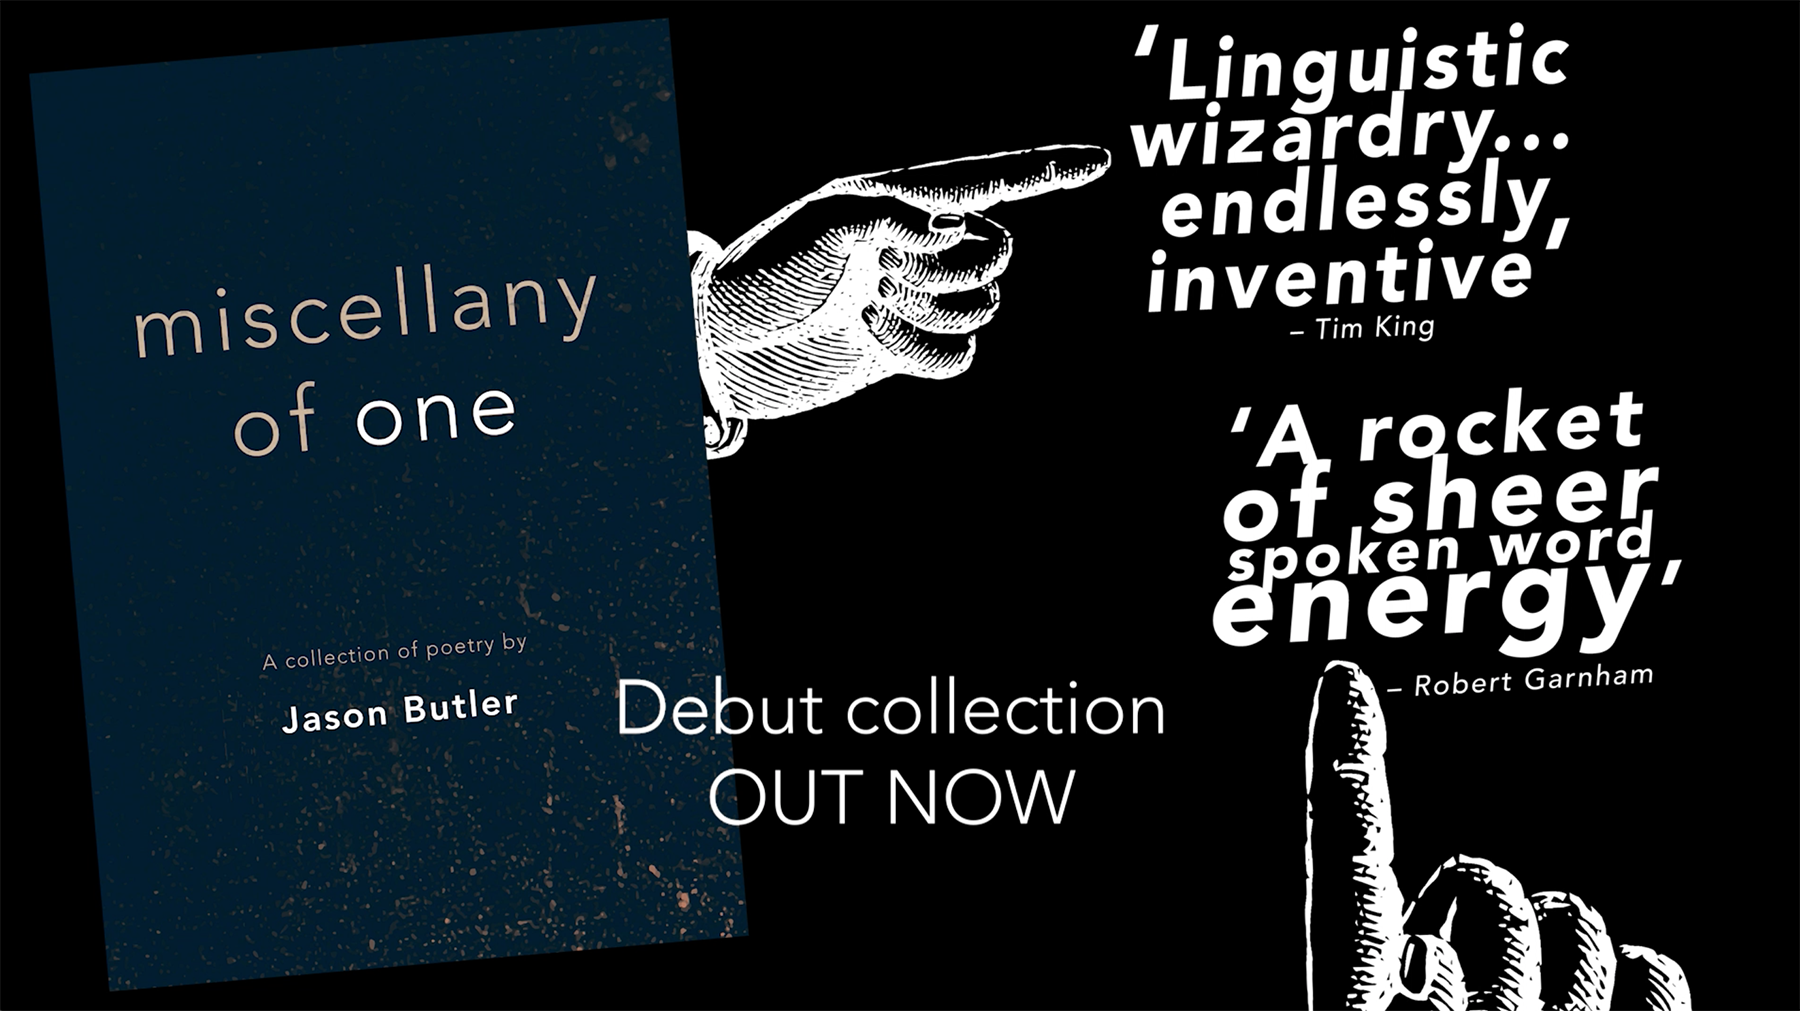 miscellany
of one
A collection of poetry by
Jason Butler
Debut collection
OUT NOW
‘Linguistic
wizardry...
endlessly
inventive’
– Tim King
‘A rocket
of sheer
spoken word
energy’
– Robert Garnham